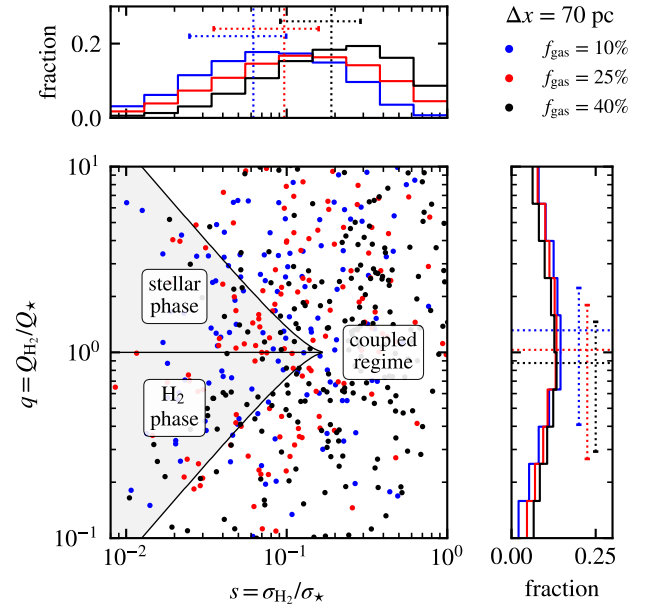 Δx = 70 pc
f_gas = 10%
f_gas = 25%
f_gas = 40%
fraction
0.2
0.0
10^1
10^0
10^−1
q = Q_H₂/Q_⋆
stellar
phase
H₂
phase
coupled
regime
10^−2
10^−1
10^0
s = σ_H₂/σ_⋆
0.00
0.25
fraction